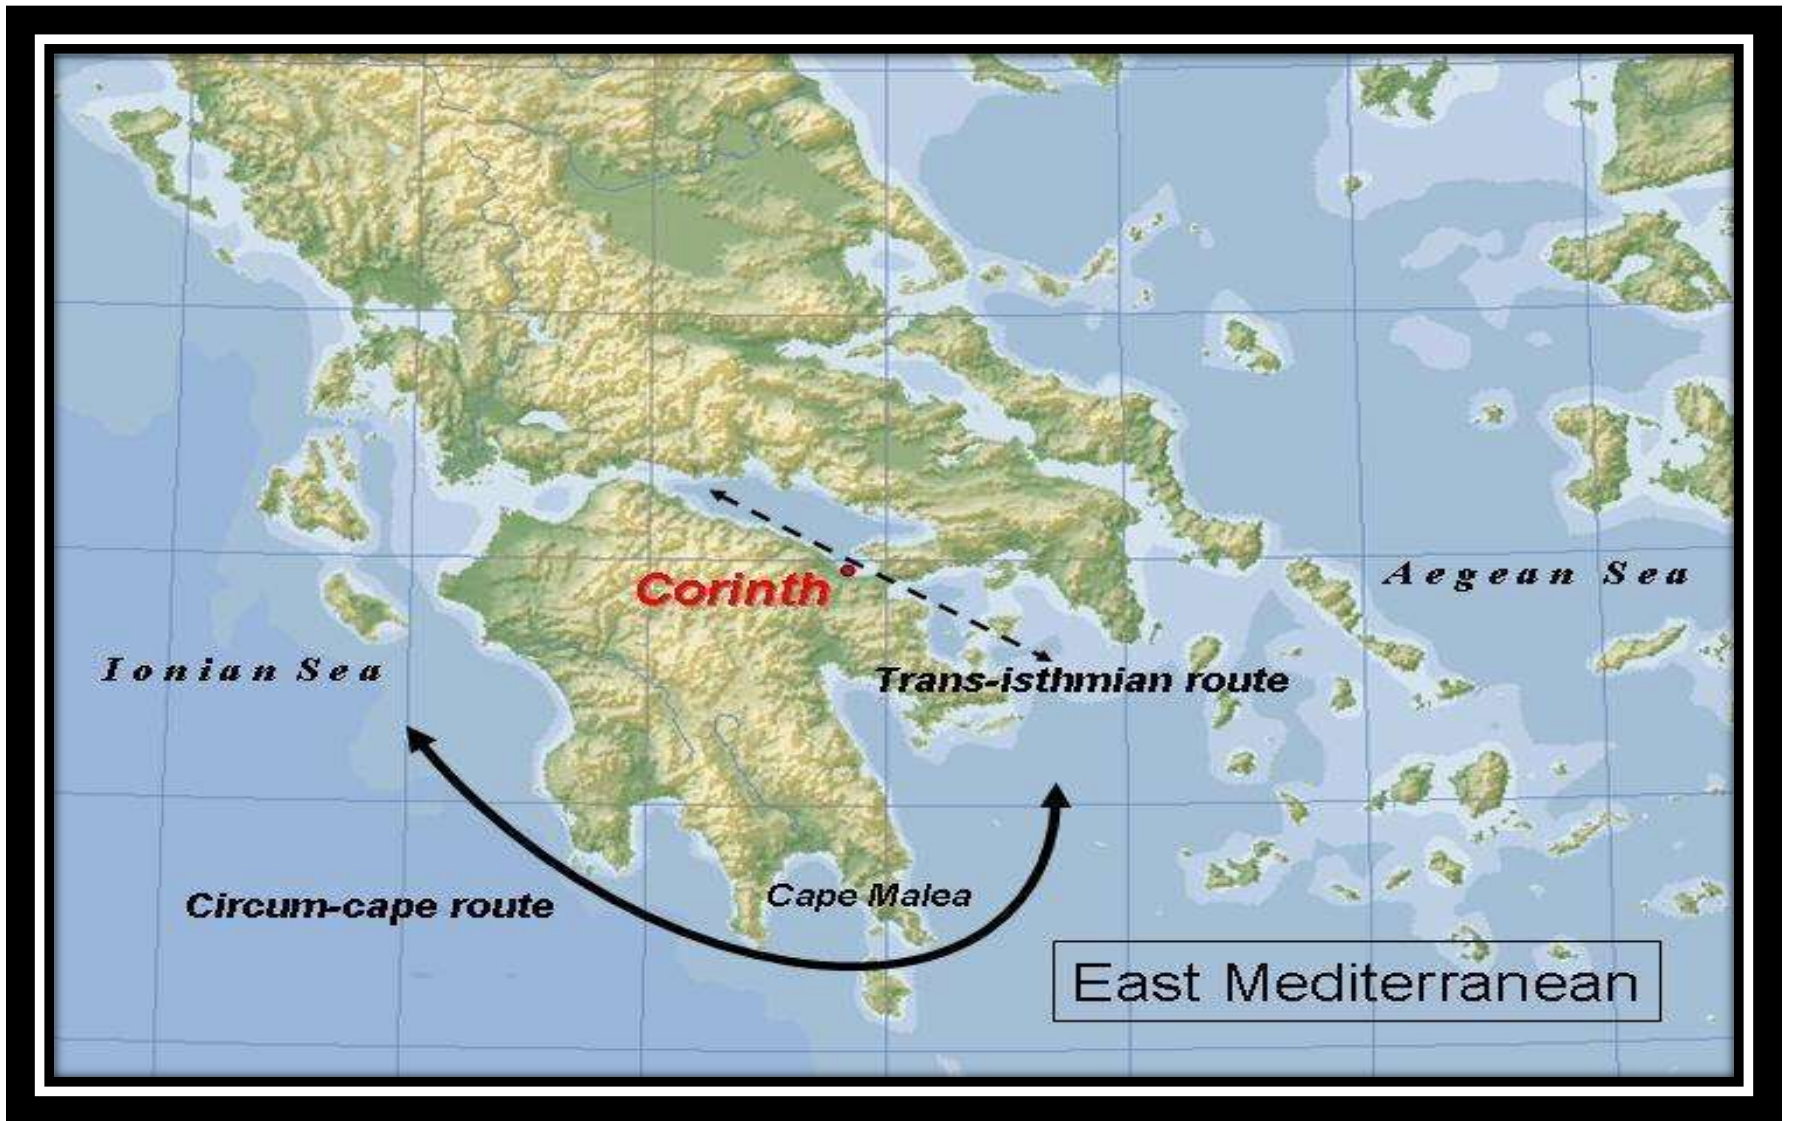 Corinth
Aegean Sea
Ionian Sea
Trans-isthmian route
Circum-cape route
Cape Malea
East Mediterranean